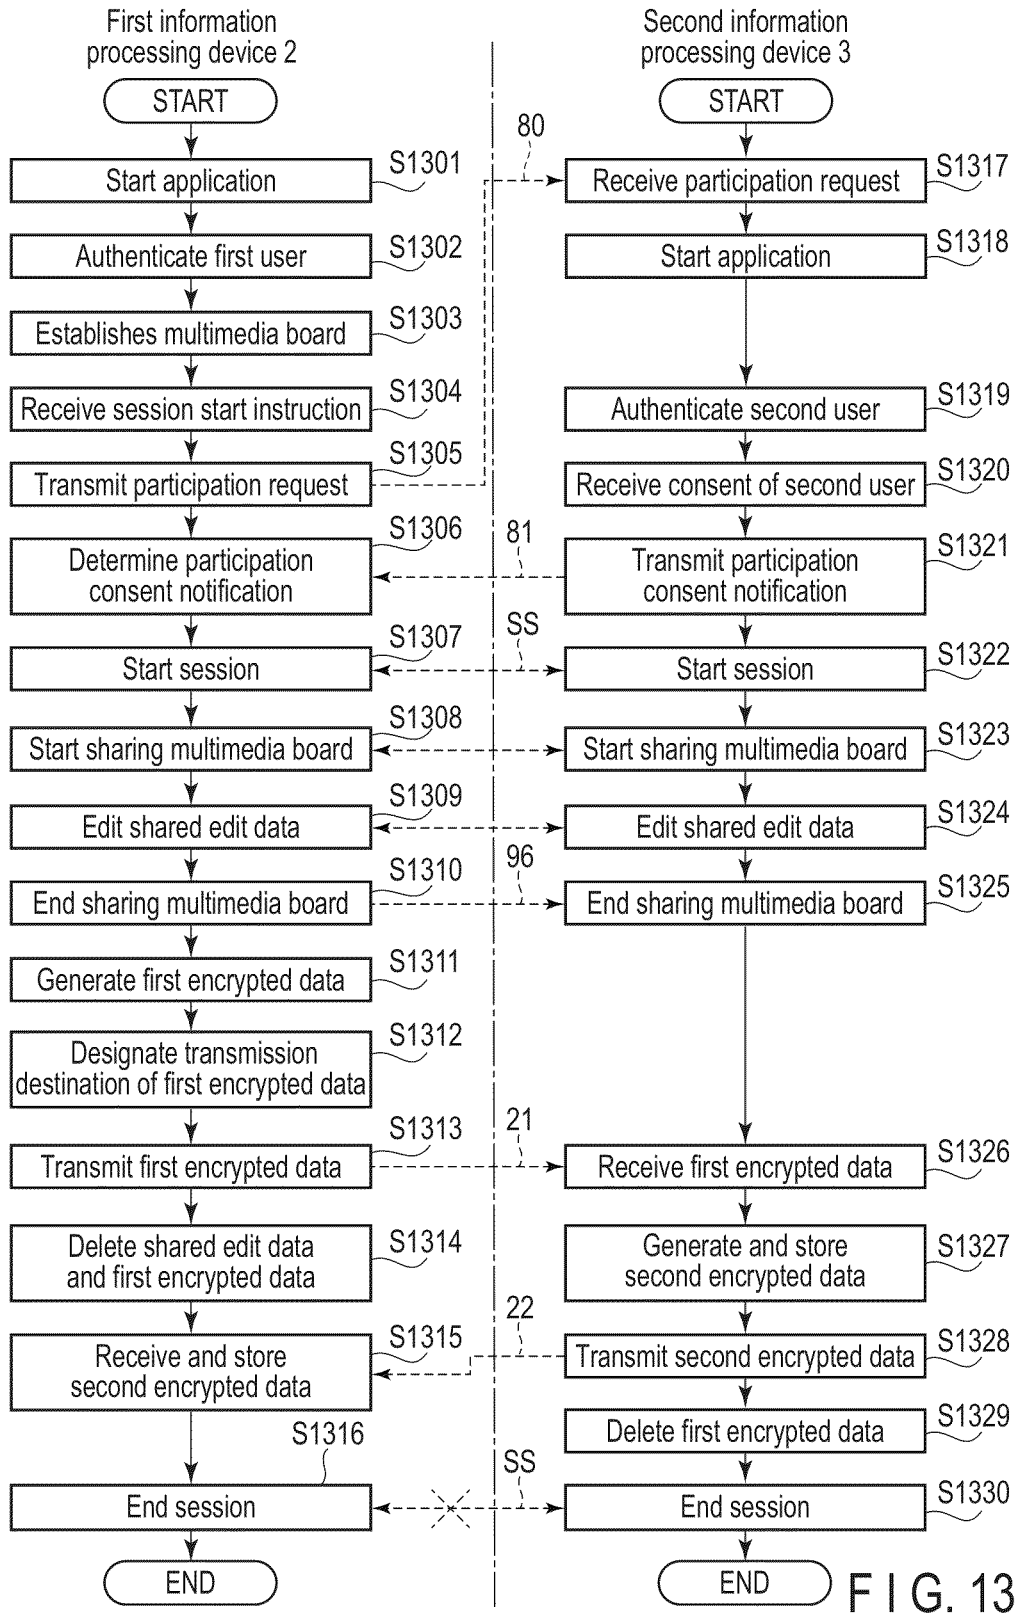 First information
processing device 2
START
S1301
Start application
S1302
Authenticate first user
S1303
Establishes multimedia board
S1304
Receive session start instruction
S1305
Transmit participation request
S1306
Determine participation
consent notification
S1307
Start session
S1308
Start sharing multimedia board
S1309
Edit shared edit data
S1310
End sharing multimedia board
S1311
Generate first encrypted data
S1312
Designate transmission
destination of first encrypted data
S1313
Transmit first encrypted data
S1314
Delete shared edit data
and first encrypted data
S1315
Receive and store
second encrypted data
S1316
End session
END
80
81
SS
96
21
22
SS
Second information
processing device 3
START
S1317
Receive participation request
S1318
Start application
S1319
Authenticate second user
S1320
Receive consent of second user
S1321
Transmit participation
consent notification
S1322
Start session
S1323
Start sharing multimedia board
S1324
Edit shared edit data
S1325
End sharing multimedia board
S1326
Receive first encrypted data
S1327
Generate and store
second encrypted data
S1328
Transmit second encrypted data
S1329
Delete first encrypted data
S1330
End session
END
FIG. 13